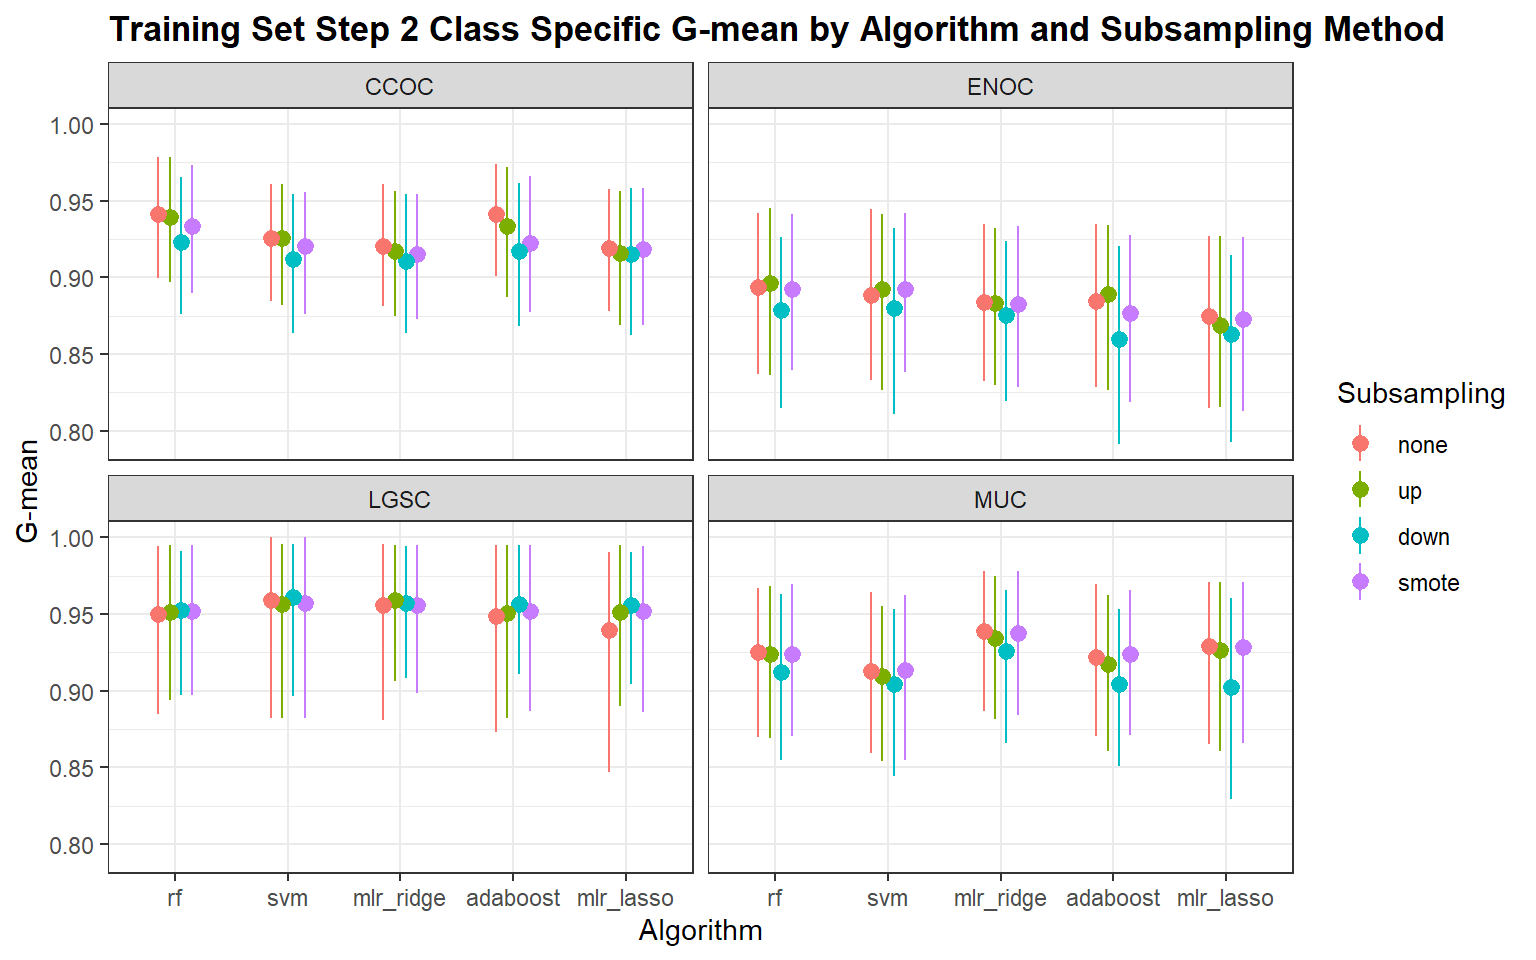 Training Set Step 2 Class Specific G-mean by Algorithm and Subsampling Method
CCOC
ENOC
1.00
0.95
0.90
0.85
0.80
LGSC
MUC
1.00
0.95
0.90
0.85
0.80
G-mean
rf svm mlr_ridge adaboost mlr_lasso
rf svm mlr_ridge adaboost mlr_lasso
Algorithm
Subsampling
none
up
down
smote